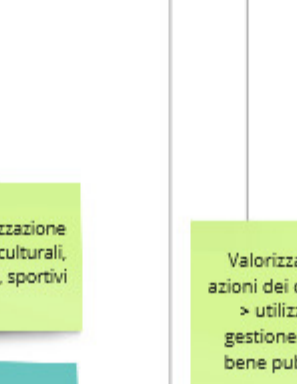 zzazione
culturali,
, sportivi
Valorizza
azioni dei
> utilizz
gestione
bene pub